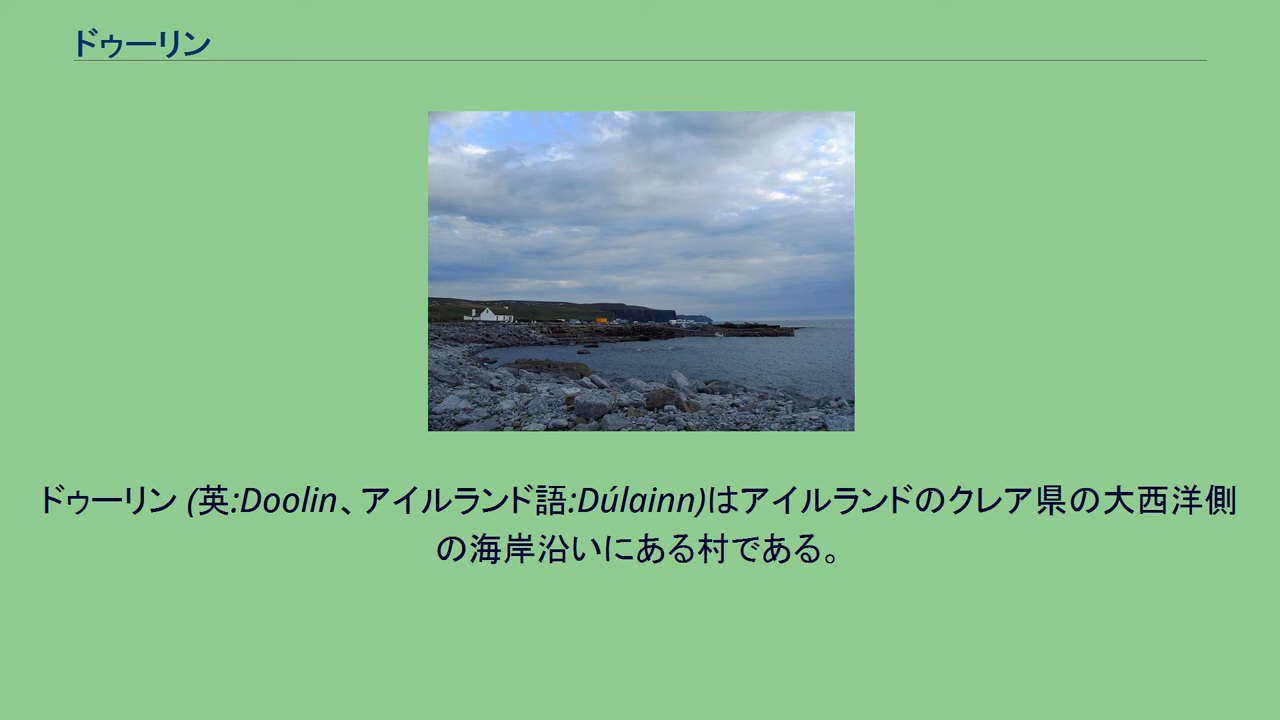 ドゥーリン
ドゥーリン (英:Doolin、アイルランド語:Dúlainn)はアイルランドのクレア県の大西洋側
の海岸沿いにある村である。